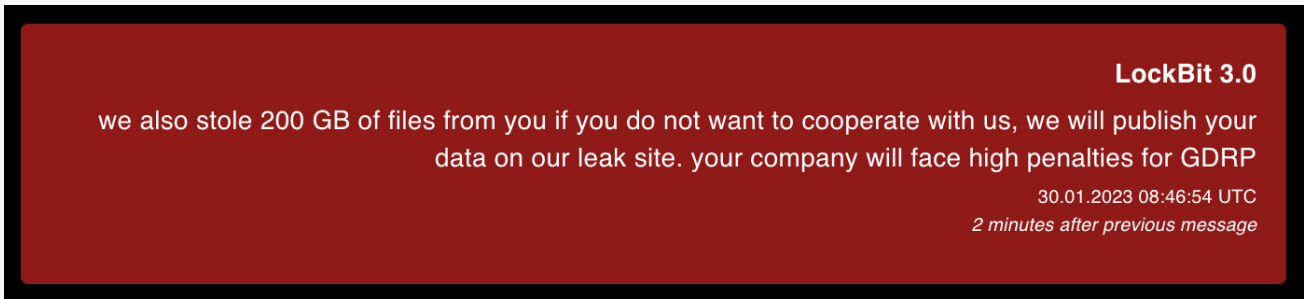 LockBit 3.0
we also stole 200 GB of files from you if you do not want to cooperate with us, we will publish your
data on our leak site. your company will face high penalties for GDRP
30.01.2023 08:46:54 UTC
2 minutes after previous message